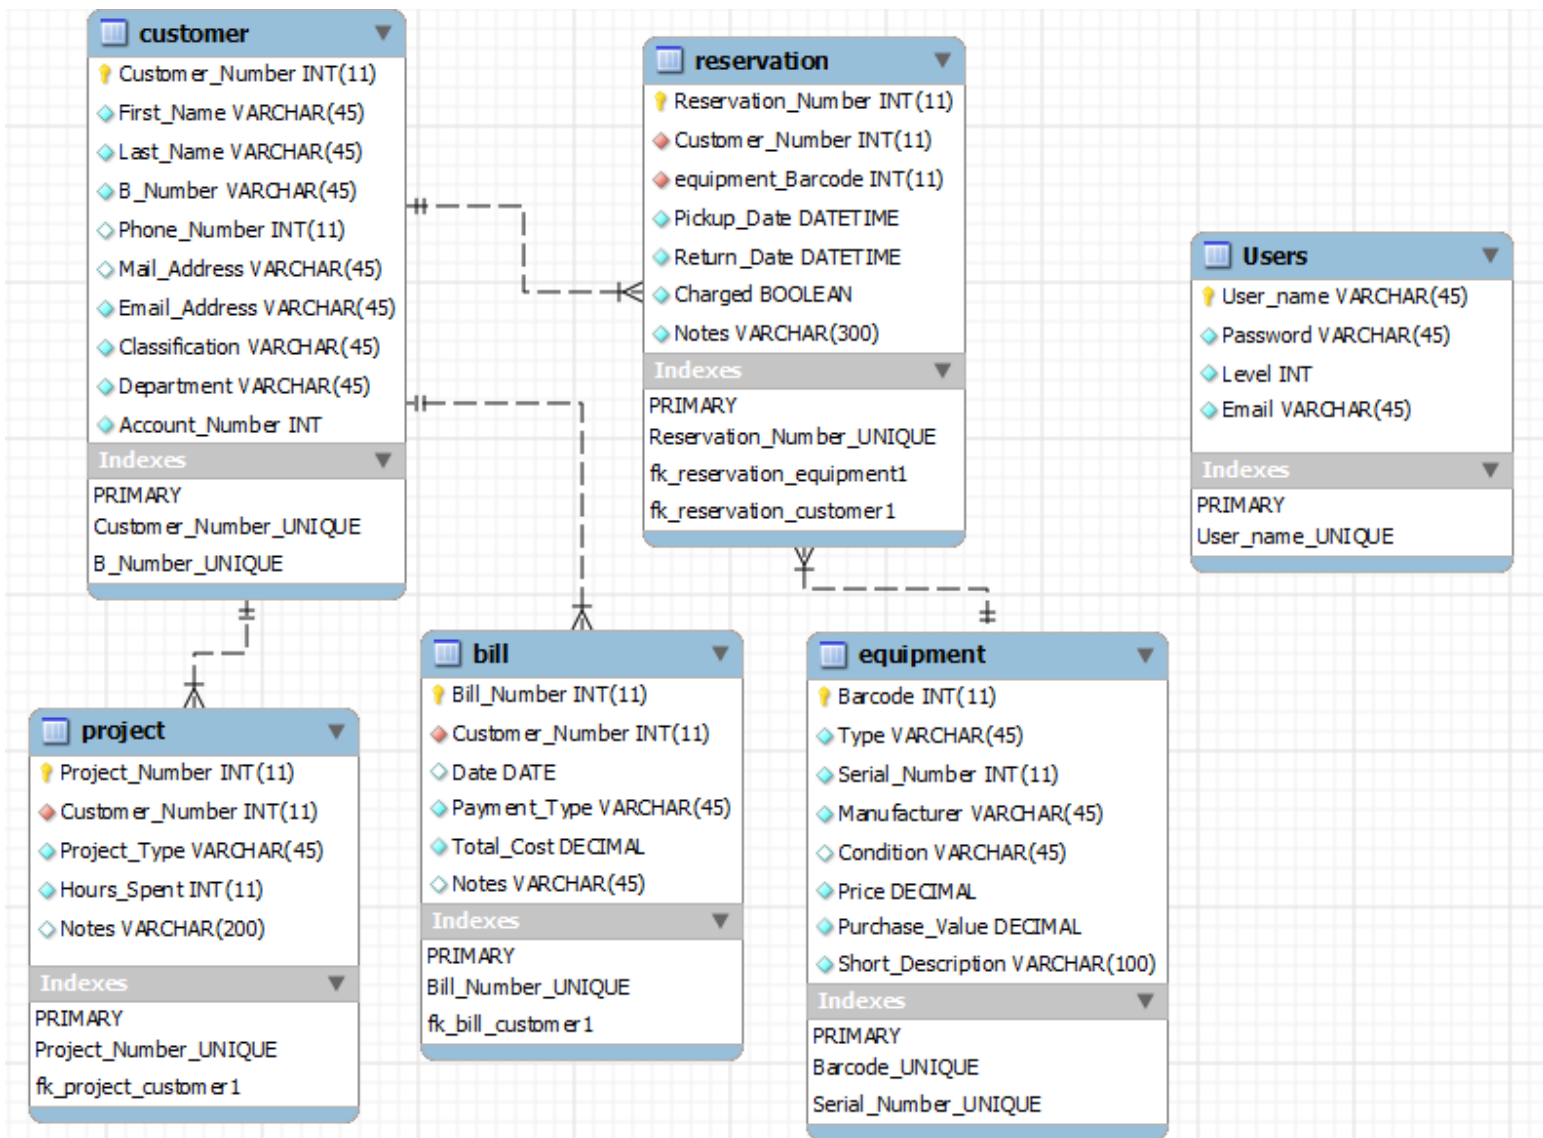 customer
Customer_Number INT(11)
First_Name VARCHAR(45)
Last_Name VARCHAR(45)
B_Number VARCHAR(45)
Phone_Number INT(11)
Mail_Address VARCHAR(45)
Email_Address VARCHAR(45)
Classification VARCHAR(45)
Department VARCHAR(45)
Account_Number INT
Indexes
PRIMARY
Customer_Number_UNIQUE
B_Number_UNIQUE
reservation
Reservation_Number INT(11)
Customer_Number INT(11)
equipment_Barcode INT(11)
Pickup_Date DATETIME
Return_Date DATETIME
Charged BOOLEAN
Notes VARCHAR(300)
Indexes
PRIMARY
Reservation_Number_UNIQUE
fk_reservation_equipment1
fk_reservation_customer1
Users
User_name VARCHAR(45)
Password VARCHAR(45)
Level INT
Email VARCHAR(45)
Indexes
PRIMARY
User_name_UNIQUE
project
Project_Number INT(11)
Customer_Number INT(11)
Project_Type VARCHAR(45)
Hours_Spent INT(11)
Notes VARCHAR(200)
Indexes
PRIMARY
Project_Number_UNIQUE
fk_project_customer1
bill
Bill_Number INT(11)
Customer_Number INT(11)
Date DATE
Payment_Type VARCHAR(45)
Total_Cost DECIMAL
Notes VARCHAR(45)
Indexes
PRIMARY
Bill_Number_UNIQUE
fk_bill_customer1
equipment
Barcode INT(11)
Type VARCHAR(45)
Serial_Number INT(11)
Manufacturer VARCHAR(45)
Condition VARCHAR(45)
Price DECIMAL
Purchase_Value DECIMAL
Short_Description VARCHAR(100)
Indexes
PRIMARY
Barcode_UNIQUE
Serial_Number_UNIQUE